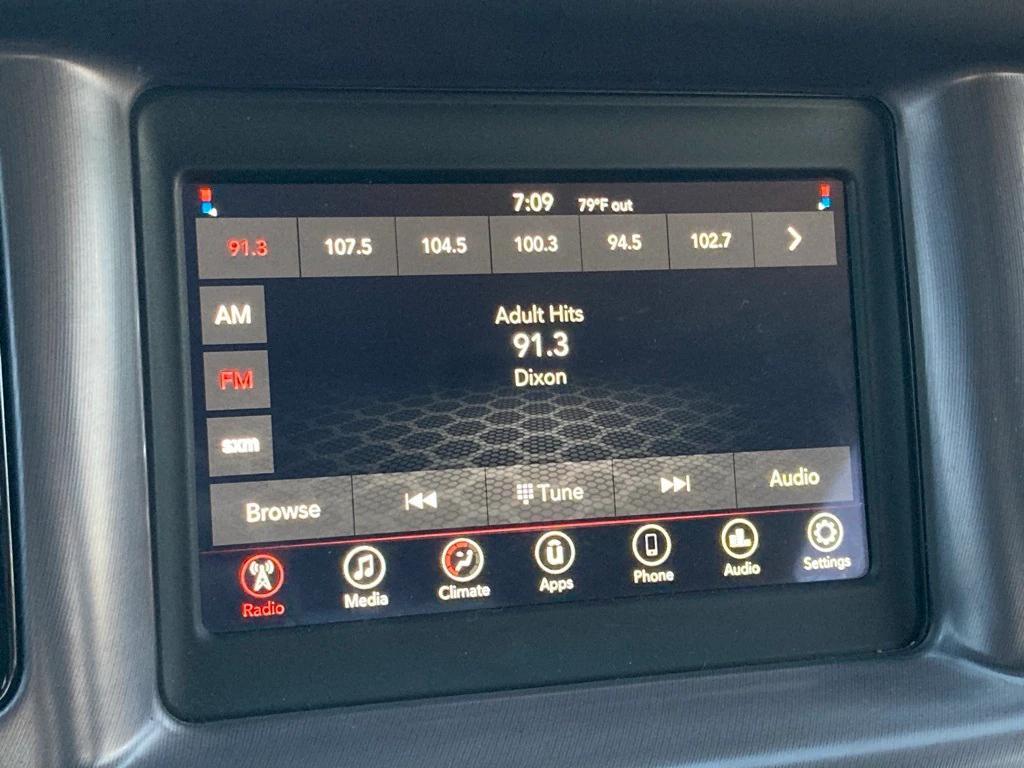 7:09 79°F out
91.3 107.5 104.5 100.3 94.5 102.7
AM
Adult Hits
91.3
FM
Dixon
sxm
Browse Tune Audio
Radio Media Climate Apps Phone Audio Settings